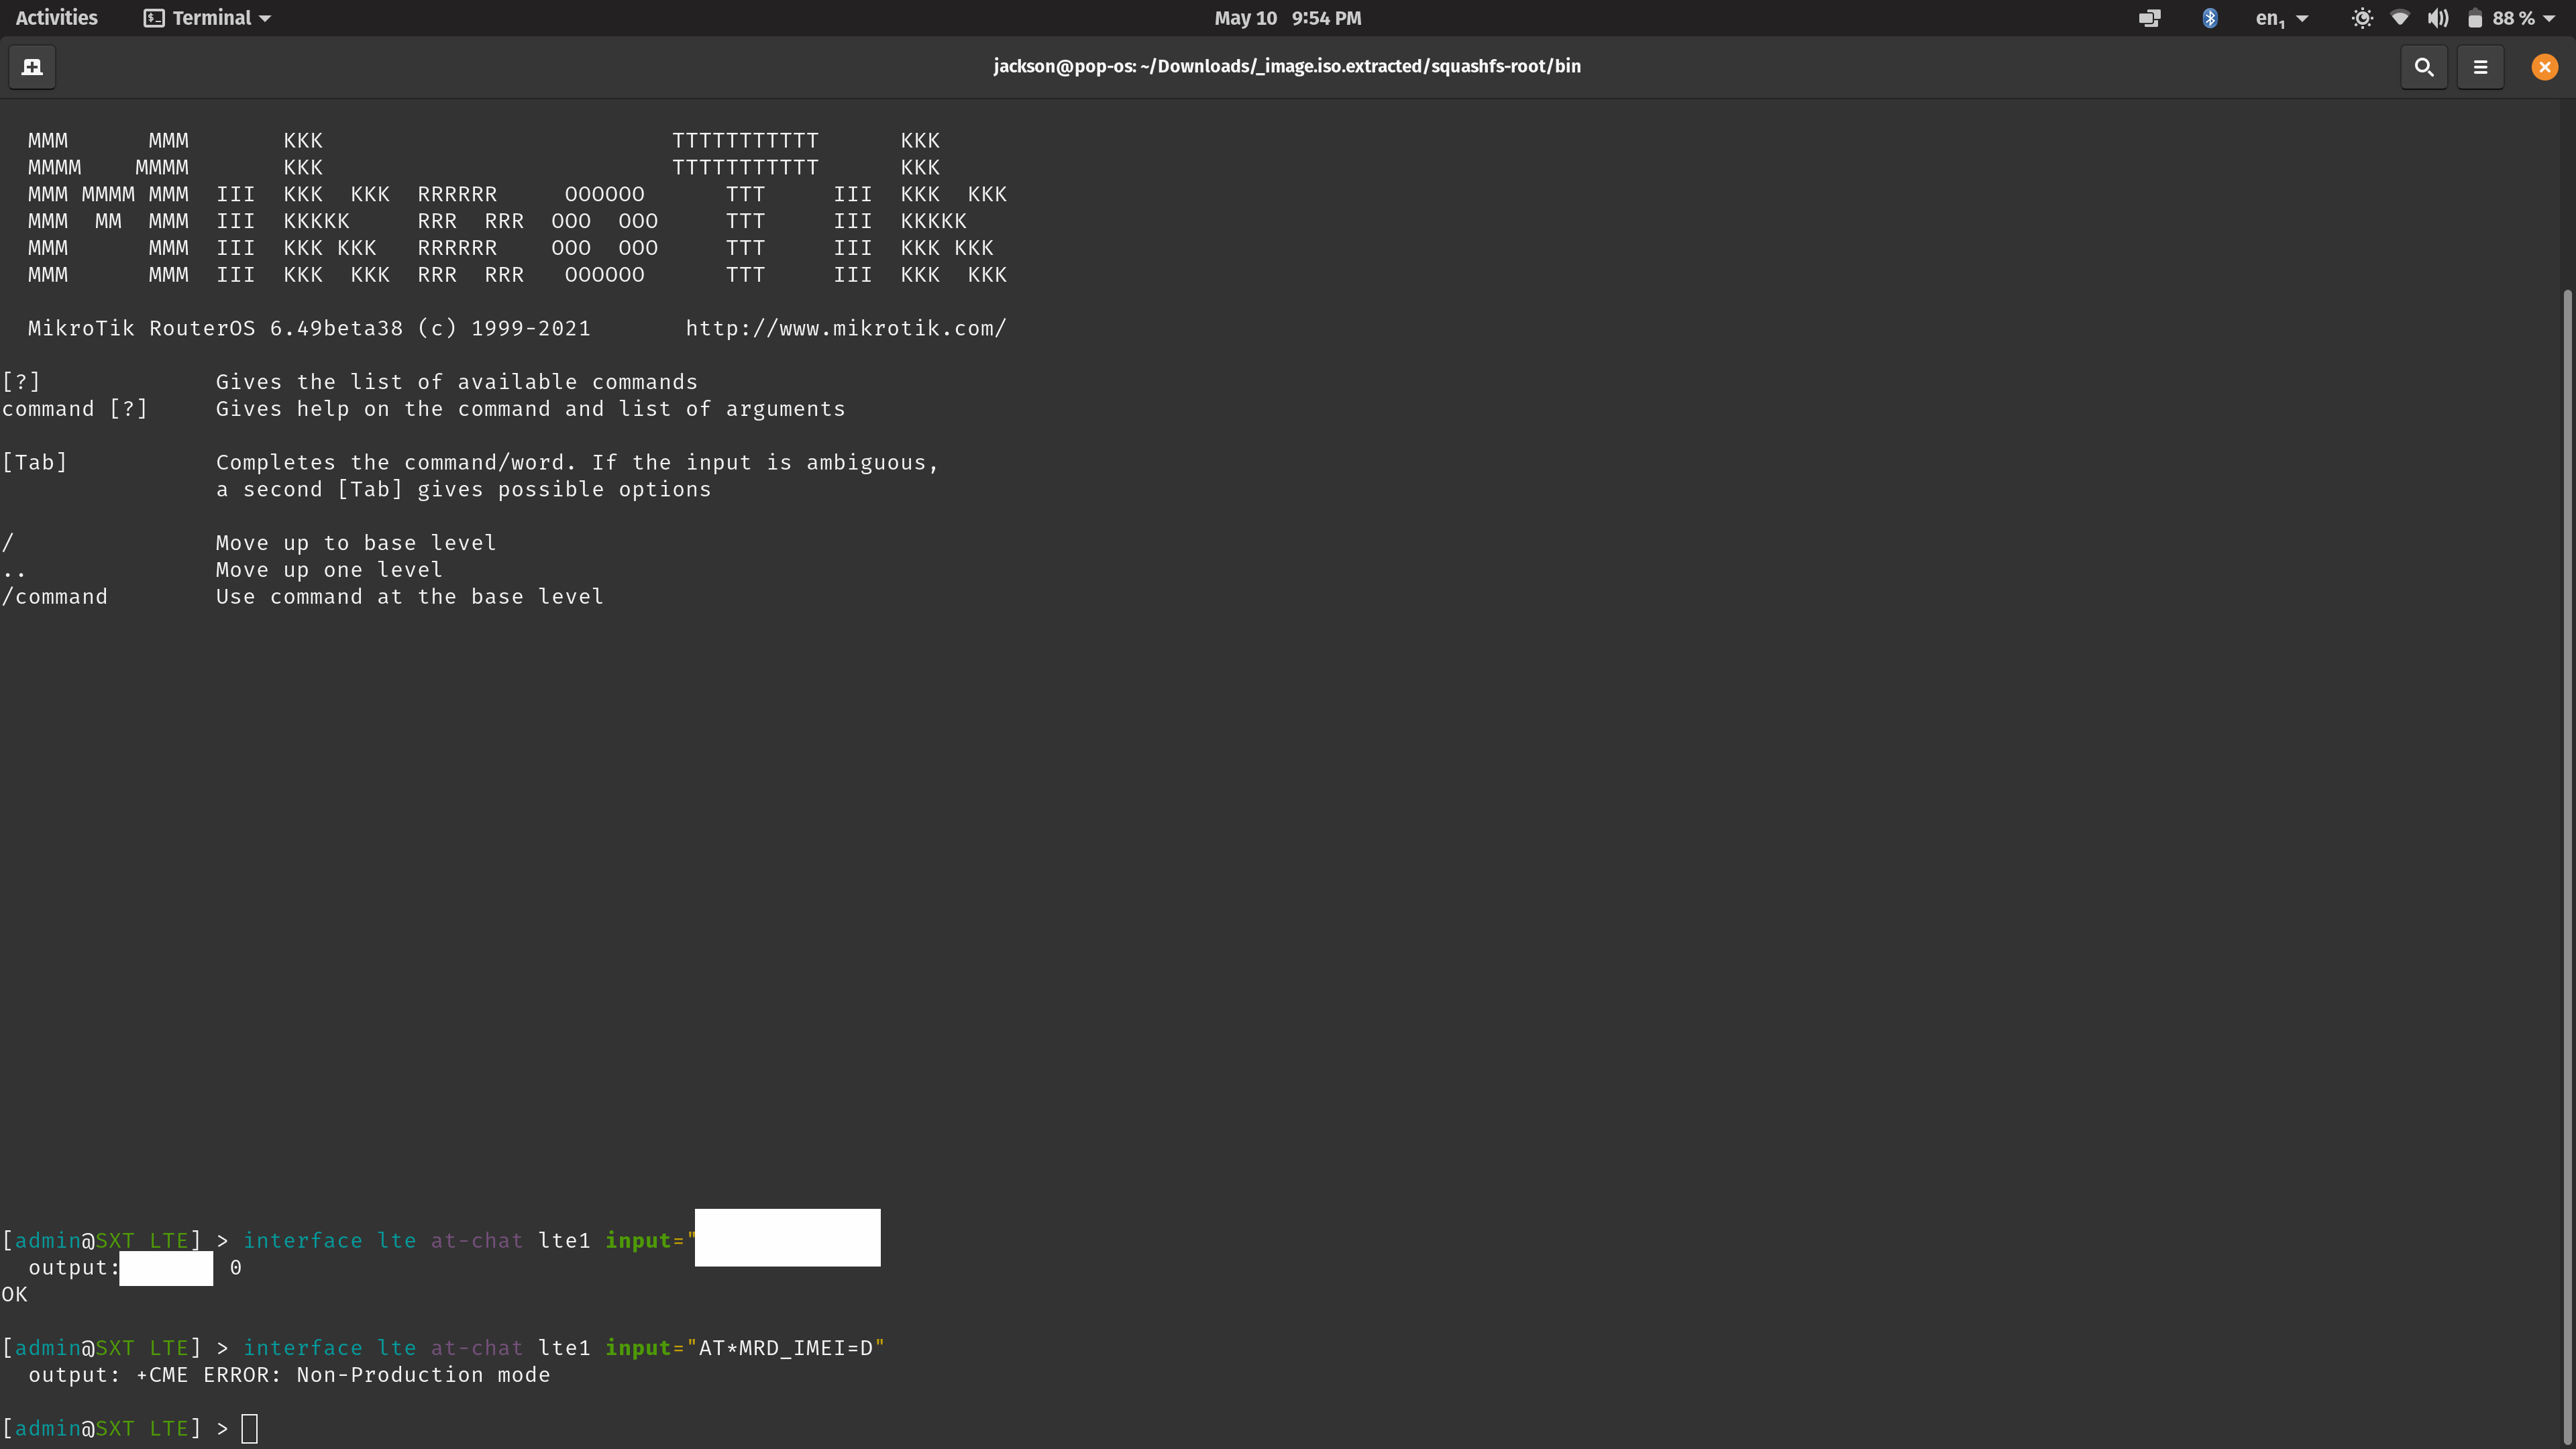 Activities Terminal May 10 9:54 PM en1 88 %
jackson@pop-os: ~/Downloads/_image.iso.extracted/squashfs-root/bin
  MMM      MMM       KKK                          TTTTTTTTTTT      KKK
  MMMM    MMMM       KKK                          TTTTTTTTTTT      KKK
  MMM MMMM MMM  III  KKK  KKK  RRRRRR     OOOOOO      TTT     III  KKK  KKK
  MMM  MM  MMM  III  KKKKK     RRR  RRR  OOO  OOO     TTT     III  KKKKK
  MMM      MMM  III  KKK KKK   RRRRRR    OOO  OOO     TTT     III  KKK KKK
  MMM      MMM  III  KKK  KKK  RRR  RRR   OOOOOO      TTT     III  KKK  KKK
  MikroTik RouterOS 6.49beta38 (c) 1999-2021       http://www.mikrotik.com/
[?]             Gives the list of available commands
command [?]     Gives help on the command and list of arguments
[Tab]           Completes the command/word. If the input is ambiguous,
                a second [Tab] gives possible options
/               Move up to base level
..              Move up one level
/command        Use command at the base level
[admin@SXT LTE] > interface lte at-chat lte1 input="
  output: 0
OK
[admin@SXT LTE] > interface lte at-chat lte1 input="AT*MRD_IMEI=D"
  output: +CME ERROR: Non-Production mode
[admin@SXT LTE] >